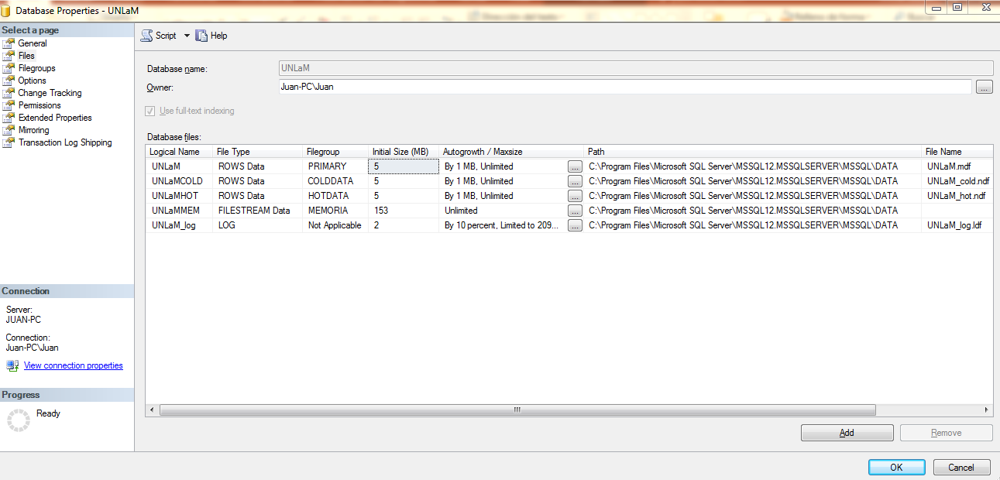 Database Properties - UNLaM
Select a page
General
Files
Filegroups
Options
Change Tracking
Permissions
Extended Properties
Mirroring
Transaction Log Shipping
Connection
Server:
JUAN-PC
Connection:
Juan-PC\Juan
View connection properties
Progress
Ready
Script Help
Database name: UNLaM
Owner: Juan-PC\Juan ...
Use full-text indexing
Database files:
Logical Name File Type Filegroup Initial Size (MB) Autogrowth / Maxsize Path File Name
UNLaM ROWS Data PRIMARY 5 By 1 MB, Unlimited ... C:\Program Files\Microsoft SQL Server\MSSQL12.MSSQLSERVER\MSSQL\DATA UNLaM.mdf
UNLaMCOLD ROWS Data COLDDATA 5 By 1 MB, Unlimited ... C:\Program Files\Microsoft SQL Server\MSSQL12.MSSQLSERVER\MSSQL\DATA UNLaM_cold.ndf
UNLaMHOT ROWS Data HOTDATA 5 By 1 MB, Unlimited ... C:\Program Files\Microsoft SQL Server\MSSQL12.MSSQLSERVER\MSSQL\DATA UNLaM_hot.ndf
UNLaMMEM FILESTREAM Data MEMORIA 153 Unlimited ... C:\Program Files\Microsoft SQL Server\MSSQL12.MSSQLSERVER\MSSQL\DATA
UNLaM_log LOG Not Applicable 2 By 10 percent, Limited to 209... ... C:\Program Files\Microsoft SQL Server\MSSQL12.MSSQLSERVER\MSSQL\DATA UNLaM_log.ldf
Add Remove
OK Cancel